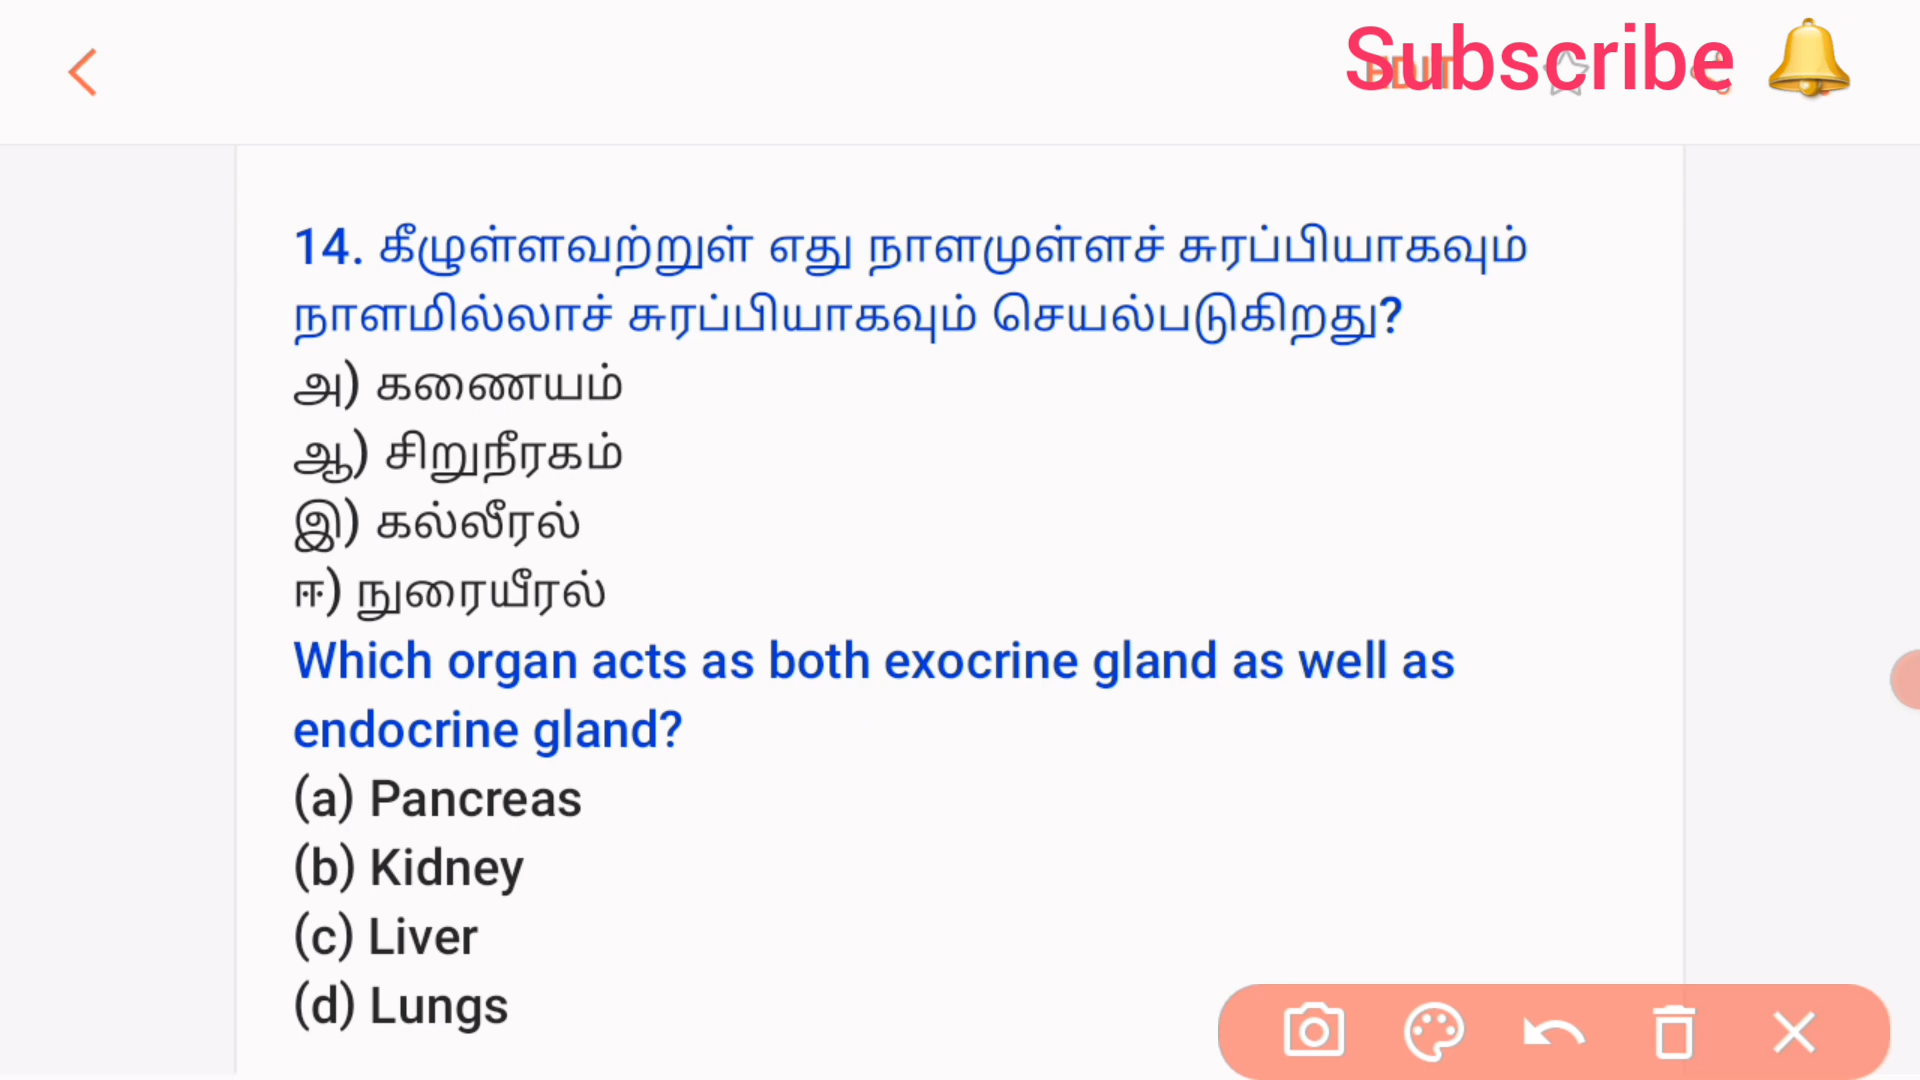 Subscribe 🔔
EDIT
14. கீழுள்ளவற்றுள் எது நாளமுள்ளச் சுரப்பியாகவும்
நாளமில்லாச் சுரப்பியாகவும் செயல்படுகிறது?
அ) கணையம்
ஆ) சிறுநீரகம்
இ) கல்லீரல்
ஈ) நுரையீரல்
Which organ acts as both exocrine gland as well as
endocrine gland?
(a) Pancreas
(b) Kidney
(c) Liver
(d) Lungs